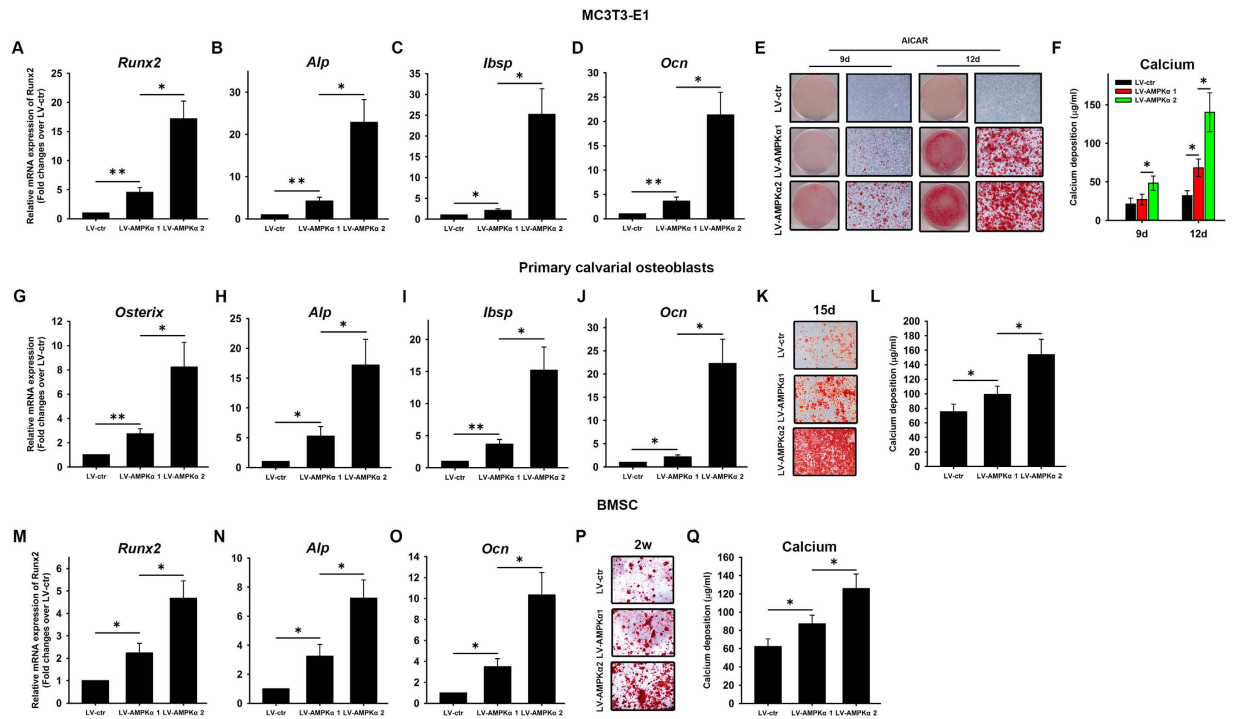 MC3T3-E1
A
Runx2
Relative mRNA expression of Runx2
(Fold changes over LV-ctr)
25
20
15
10
5
0
**
*
LV-ctr LV-AMPKα 1 LV-AMPKα 2
B
Alp
30
20
10
0
**
*
LV-ctr LV-AMPKα 1 LV-AMPKα 2
C
Ibsp
35
30
25
20
15
10
5
0
*
*
LV-ctr LV-AMPKα 1 LV-AMPKα 2
D
Ocn
30
25
20
15
10
5
0
**
*
LV-ctr LV-AMPKα 1 LV-AMPKα 2
E
AICAR
9d 12d
LV-ctr
LV-AMPKα1
LV-AMPKα2
F
Calcium
LV-ctr
LV-AMPKα 1
LV-AMPKα 2
Calcium deposition (μg/ml)
150
100
50
0
*
*
*
9d 12d
Primary calvarial osteoblasts
G
Osterix
Relative mRNA expression
(Fold changes over LV-ctr)
12
10
8
6
4
2
0
**
*
LV-ctr LV-AMPKα 1 LV-AMPKα 2
H
Alp
25
20
15
10
5
0
*
*
LV-ctr LV-AMPKα 1 LV-AMPKα 2
I
Ibsp
20
15
10
5
0
**
*
LV-ctr LV-AMPKα 1 LV-AMPKα 2
J
Ocn
30
25
20
15
10
5
0
*
*
LV-ctr LV-AMPKα 1 LV-AMPKα 2
K
15d
LV-ctr
LV-AMPKα1
LV-AMPKα2
L
Calcium deposition (μg/ml)
180
160
140
120
100
80
60
40
20
0
*
*
LV-ctr LV-AMPKα 1 LV-AMPKα 2
BMSC
M
Runx2
Relative mRNA expression of Runx2
(Fold changes over LV-ctr)
6
5
4
3
2
1
0
*
*
LV-ctr LV-AMPKα 1 LV-AMPKα 2
N
Alp
10
8
6
4
2
0
*
*
LV-ctr LV-AMPKα 1 LV-AMPKα 2
O
Ocn
14
12
10
8
6
4
2
0
*
*
LV-ctr LV-AMPKα 1 LV-AMPKα 2
P
2w
LV-ctr
LV-AMPKα1
LV-AMPKα2
Q
Calcium
Calcium deposition (μg/ml)
160
140
120
100
80
60
40
20
0
*
*
LV-ctr LV-AMPKα 1 LV-AMPKα 2